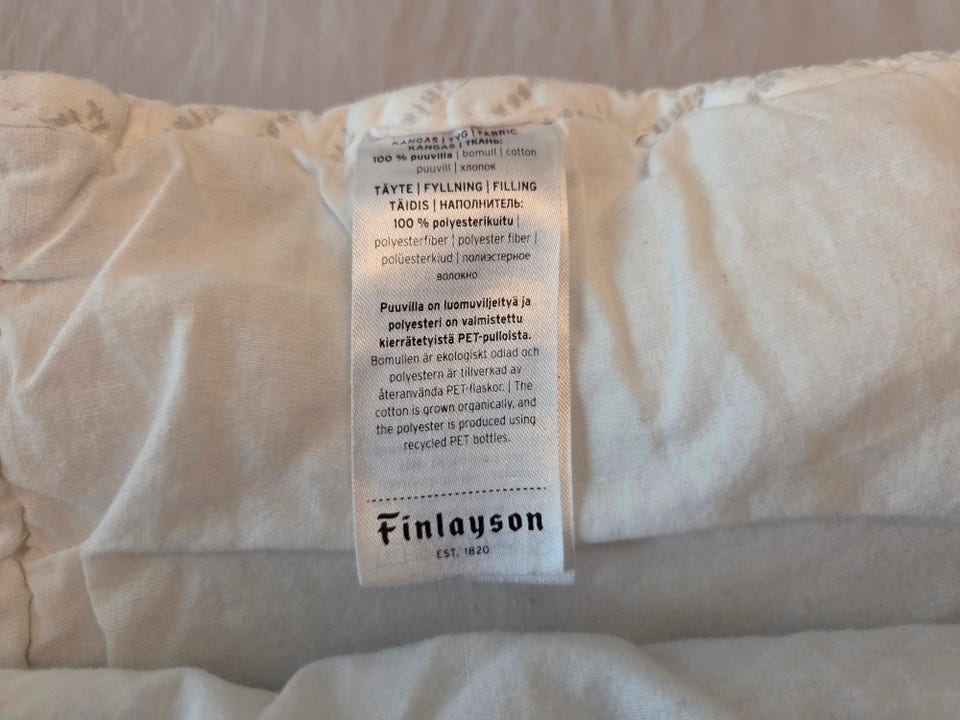 KANGAS | TYG | FABRIC
KANGAS | ТКАНЬ:
100 % puuvilla | bomull | cotton
puuvill | хлопок
TÄYTE | FYLLNING | FILLING
TÄIDIS | НАПОЛНИТЕЛЬ:
100 % polyesterikuitu |
polyesterfiber | polyester fiber |
polüesterkiud | полиэстерное
волокно
Puuvilla on luomuviljeltyä ja
polyesteri on valmistettu
kierrätetyistä PET-pulloista.
Bomullen är ekologiskt odlad och
polyestern är tillverkad av
återanvända PET-flaskor. | The
cotton is grown organically, and
the polyester is produced using
recycled PET bottles.
Finlayson
EST. 1820